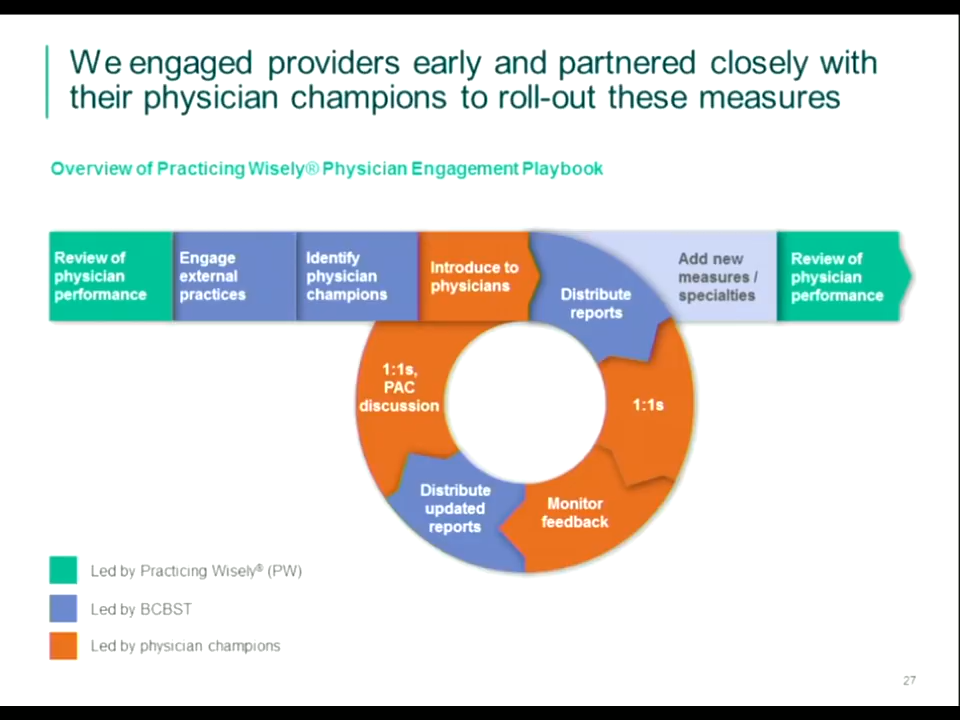 We engaged providers early and partnered closely with
their physician champions to roll-out these measures
Overview of Practicing Wisely® Physician Engagement Playbook
Review of
physician
performance
Engage
external
practices
Identify
physician
champions
Introduce to
physicians
Distribute
reports
Add new
measures /
specialties
Review of
physician
performance
1:1s,
PAC
discussion
1:1s
Distribute
updated
reports
Monitor
feedback
Led by Practicing Wisely® (PW)
Led by BCBST
Led by physician champions
27